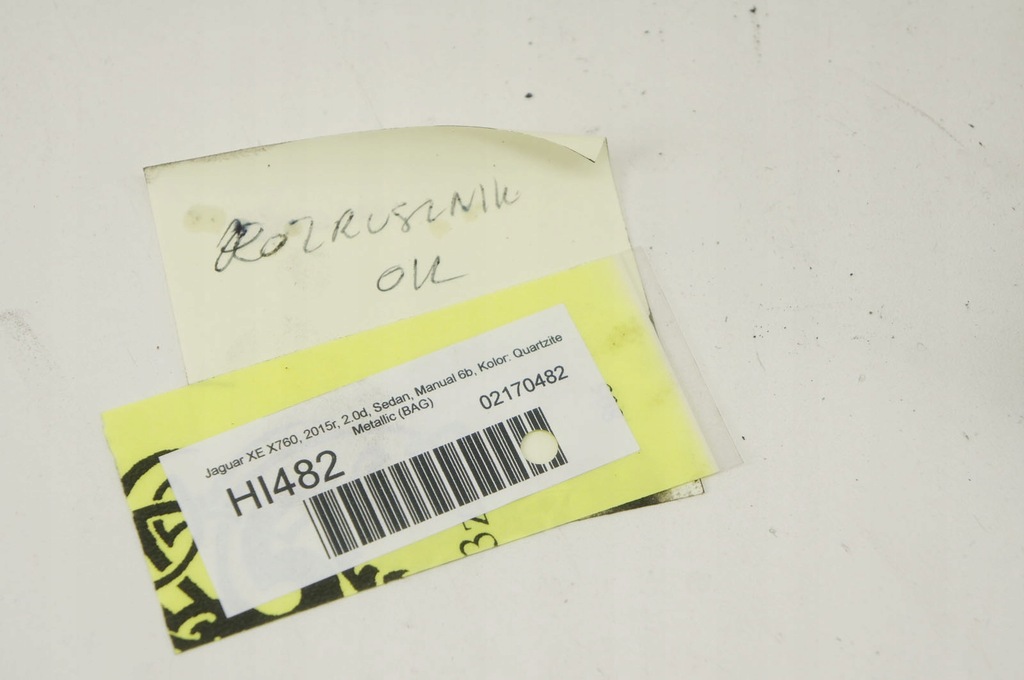 ROZRUSZNIK
OK
Jaguar XE X760, 2015r, 2.0d, Sedan, Manual 6b, Kolor: Quartzite
Metallic (BAG)
02170482
HI482